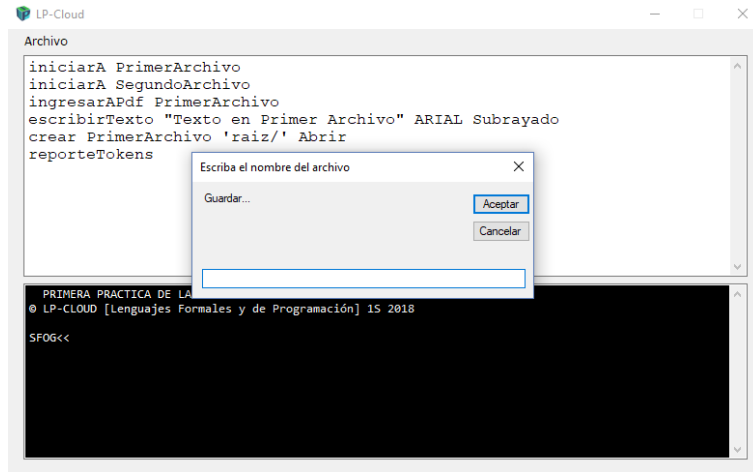 LP-Cloud
Archivo
iniciarA PrimerArchivo
iniciarA SegundoArchivo
ingresarAPdf PrimerArchivo
escribirTexto "Texto en Primer Archivo" ARIAL Subrayado
crear PrimerArchivo 'raiz/' Abrir
reporteTokens
Escriba el nombre del archivo
Guardar...
Aceptar
Cancelar
PRIMERA PRACTICA DE LA
© LP-CLOUD [Lenguajes Formales y de Programación] 1S 2018
SFOG<<